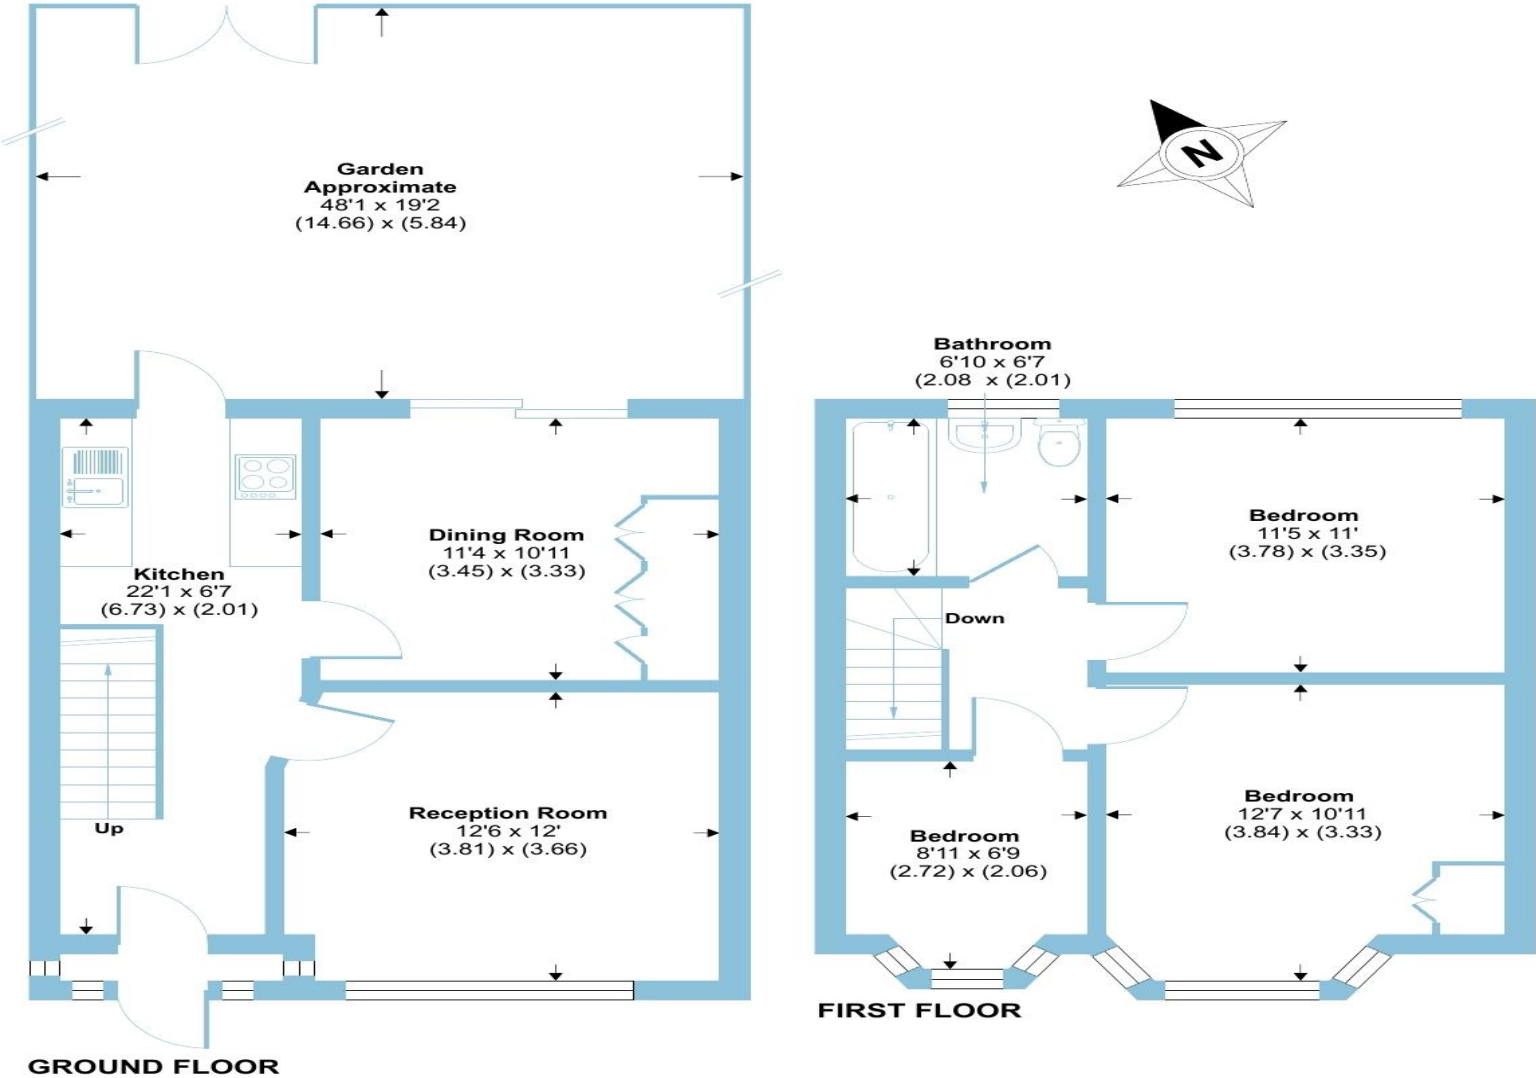 Garden
Approximate
48'1 x 19'2
(14.66) x (5.84)
Kitchen
22'1 x 6'7
(6.73) x (2.01)
Dining Room
11'4 x 10'11
(3.45) x (3.33)
Up
Reception Room
12'6 x 12'
(3.81) x (3.66)
GROUND FLOOR
N
Bathroom
6'10 x 6'7
(2.08 x (2.01)
Bedroom
11'5 x 11'
(3.78) x (3.35)
Down
Bedroom
8'11 x 6'9
(2.72) x (2.06)
Bedroom
12'7 x 10'11
(3.84) x (3.33)
FIRST FLOOR